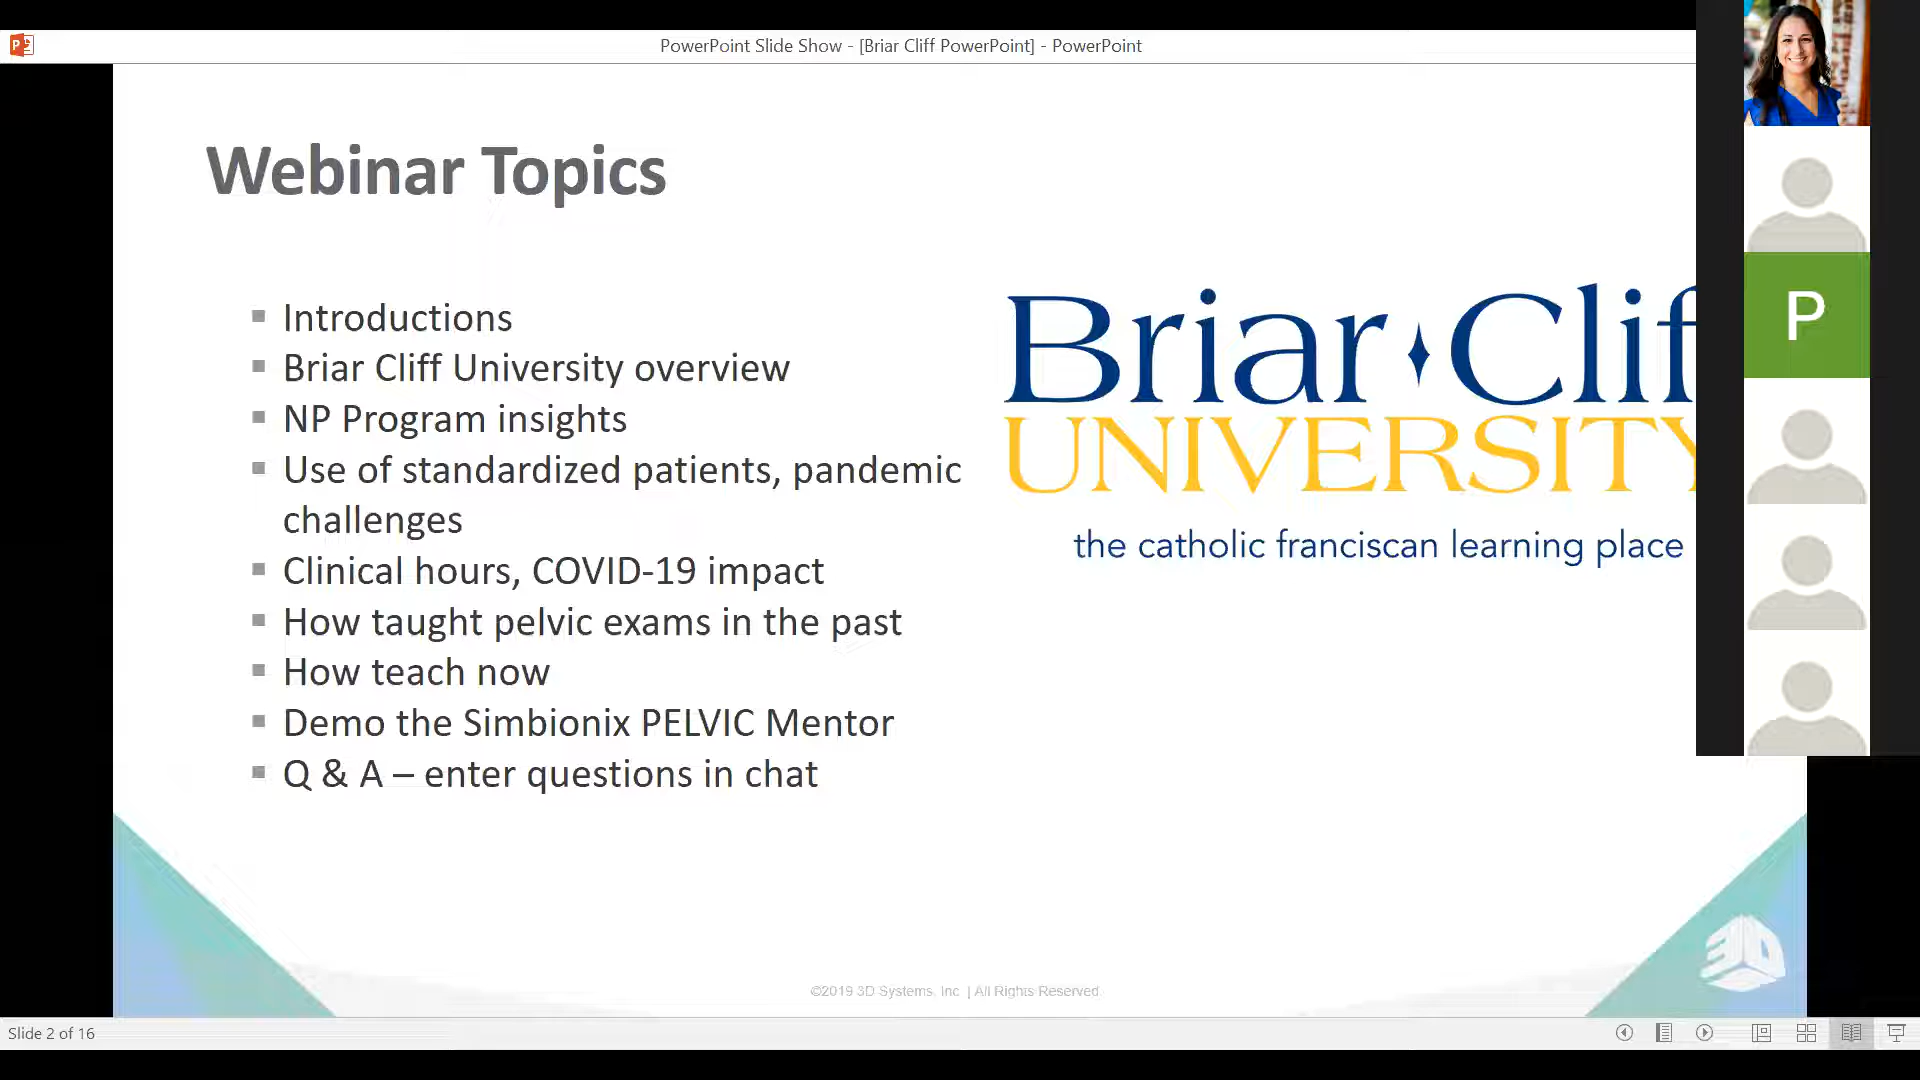 PowerPoint Slide Show - [Briar Cliff PowerPoint] - PowerPoint
Webinar Topics
Introductions
Briar Cliff University overview
NP Program insights
Use of standardized patients, pandemic
challenges
Clinical hours, COVID-19 impact
How taught pelvic exams in the past
How teach now
Demo the Simbionix PELVIC Mentor
Q & A – enter questions in chat
Briar Clif
UNIVERSITY
the catholic franciscan learning place
P
3D
©2019 3D Systems, Inc. | All Rights Reserved
Slide 2 of 16